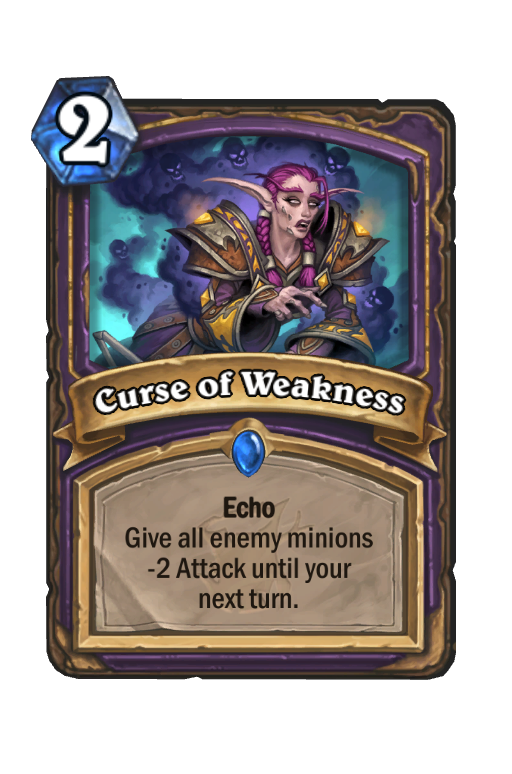 2
Curse of Weakness
Echo
Give all enemy minions
-2 Attack until your
next turn.